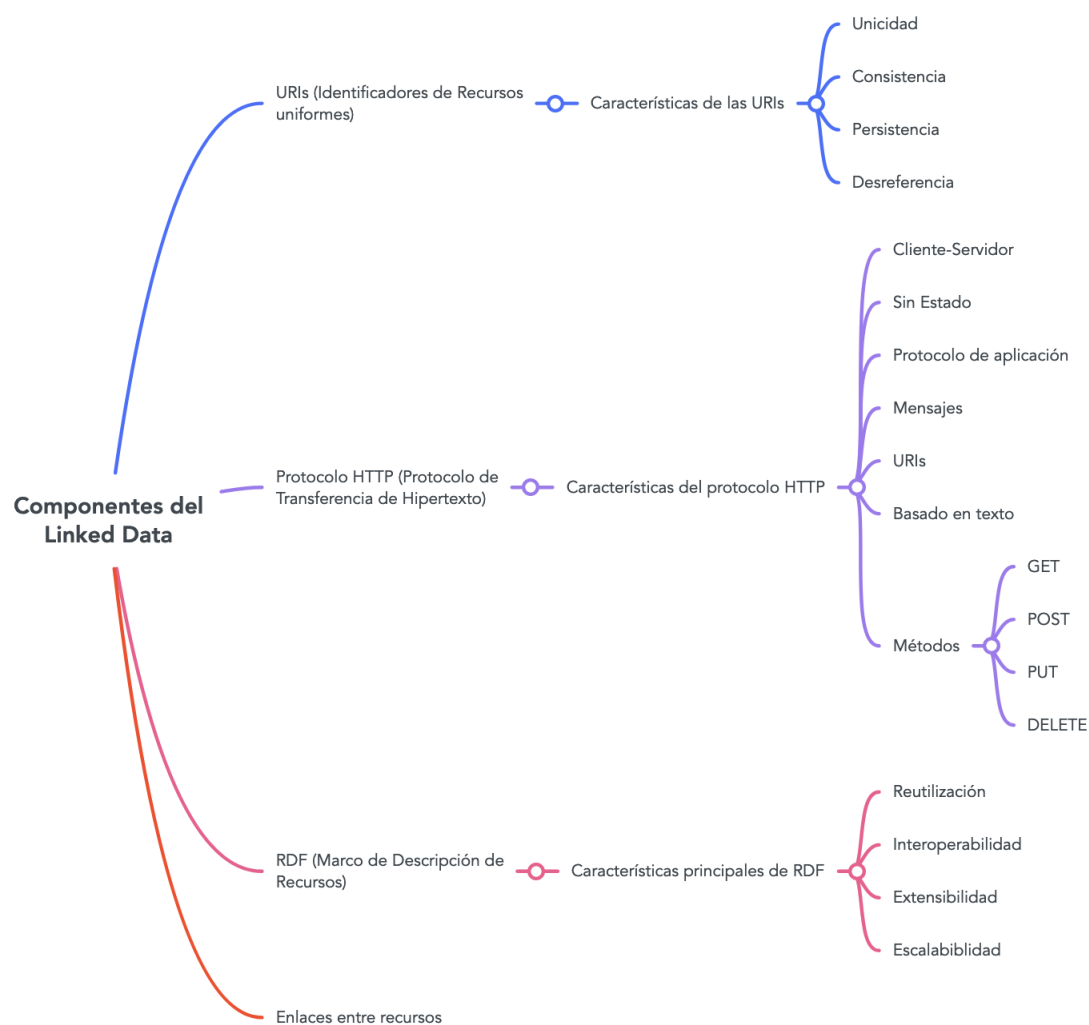 Componentes del
Linked Data
URIs (Identificadores de Recursos
uniformes)
Características de las URIs
Unicidad
Consistencia
Persistencia
Desreferencia
Protocolo HTTP (Protocolo de
Transferencia de Hipertexto)
Características del protocolo HTTP
Cliente-Servidor
Sin Estado
Protocolo de aplicación
Mensajes
URIs
Basado en texto
Métodos
GET
POST
PUT
DELETE
RDF (Marco de Descripción de
Recursos)
Características principales de RDF
Reutilización
Interoperabilidad
Extensibilidad
Escalabiblidad
Enlaces entre recursos